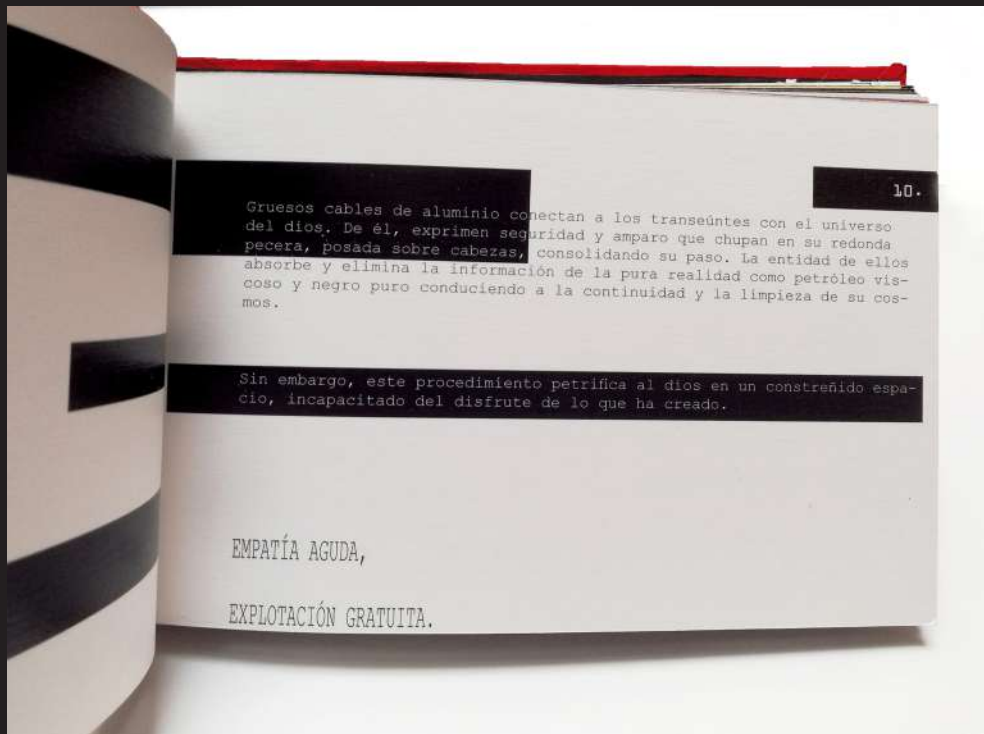 10.
Gruesos cables de aluminio conectan a los transeúntes con el universo
del dios. De él, exprimen seguridad y amparo que chupan en su redonda
pecera, posada sobre cabezas, consolidando su paso. La entidad de ellos
absorbe y elimina la información de la pura realidad como petróleo vis-
coso y negro puro conduciendo a la continuidad y la limpieza de su cos-
mos.
Sin embargo, este procedimiento petrifica al dios en un constreñido espa-
cio, incapacitado del disfrute de lo que ha creado.
EMPATÍA AGUDA,
EXPLOTACIÓN GRATUITA.